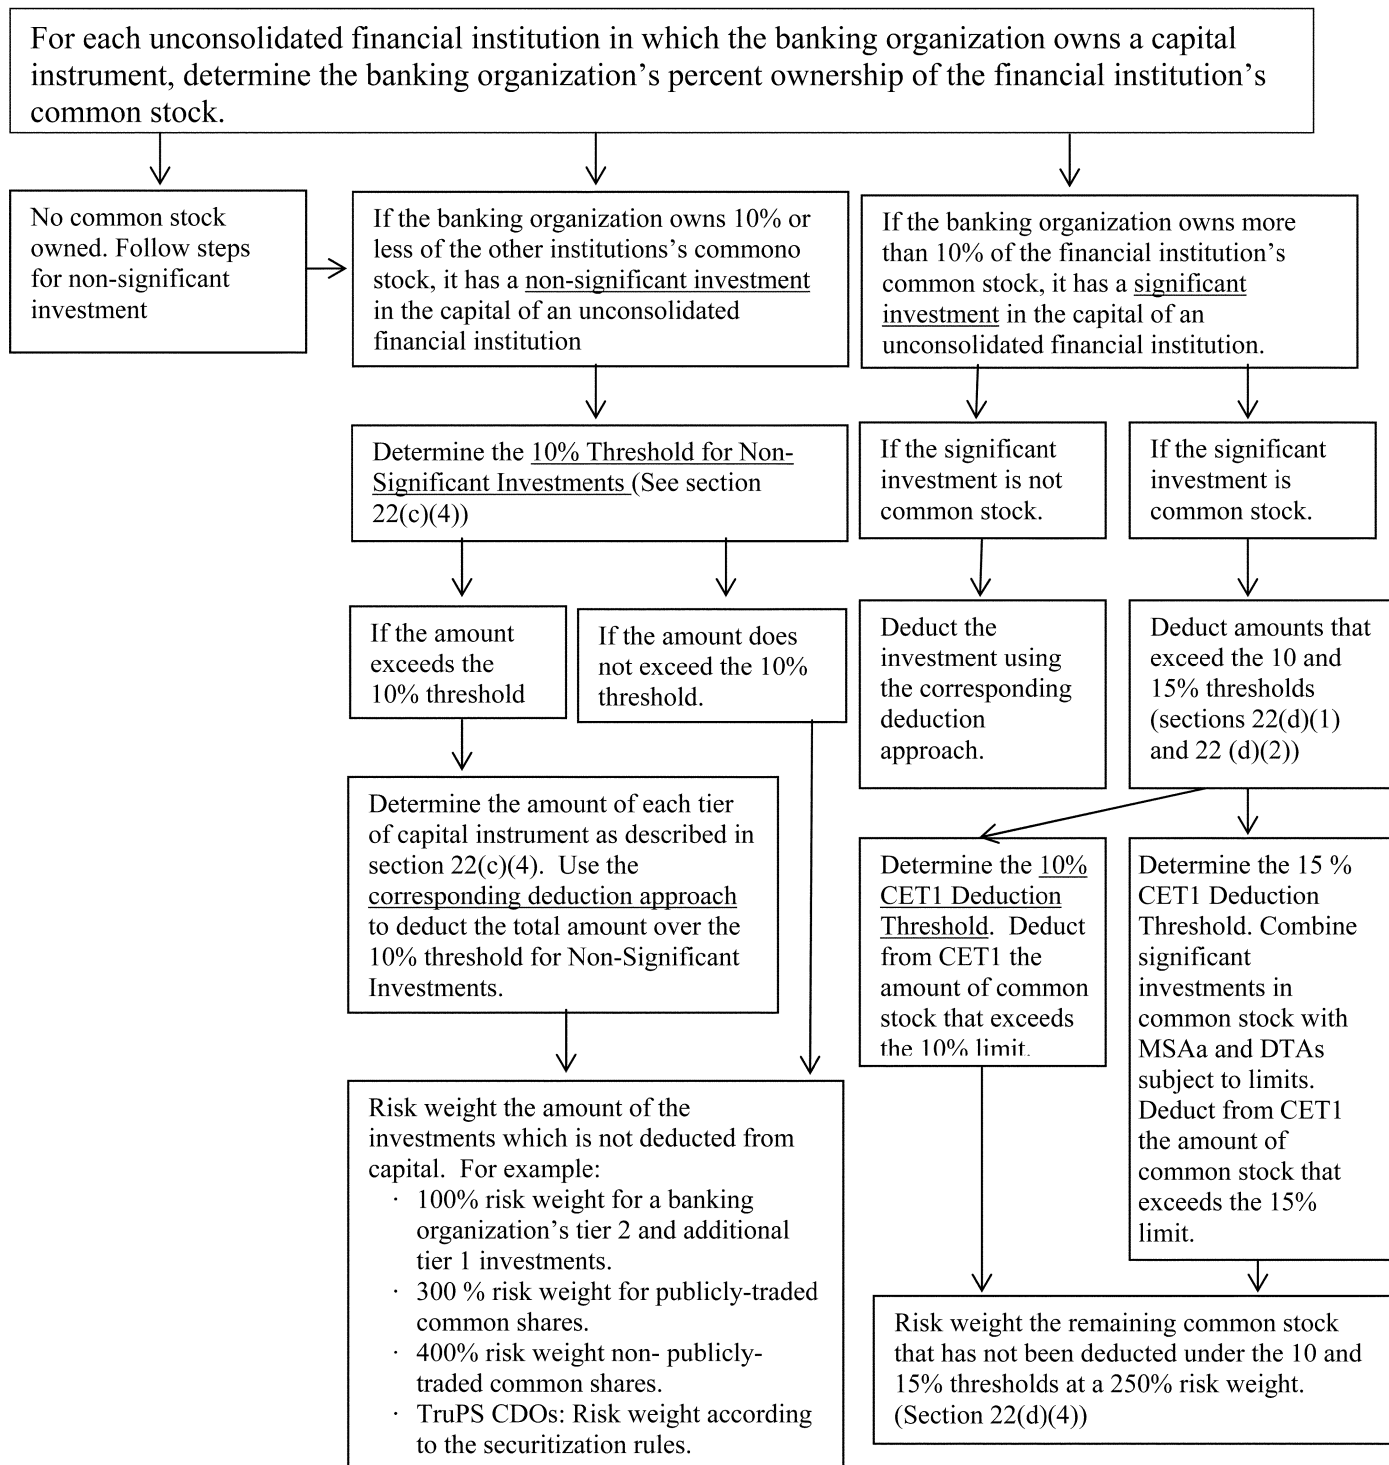 For each unconsolidated financial institution in which the banking organization owns a capital
instrument, determine the banking organization’s percent ownership of the financial institution’s
common stock.
No common stock
owned. Follow steps
for non-significant
investment
If the banking organization owns 10% or
less of the other institutions’s commono
stock, it has a non-significant investment
in the capital of an unconsolidated
financial institution
If the banking organization owns more
than 10% of the financial institution’s
common stock, it has a significant
investment in the capital of an
unconsolidated financial institution.
Determine the 10% Threshold for Non-
Significant Investments (See section
22(c)(4))
If the significant
investment is not
common stock.
If the significant
investment is
common stock.
If the amount
exceeds the
10% threshold
If the amount does
not exceed the 10%
threshold.
Deduct the
investment using
the corresponding
deduction
approach.
Deduct amounts that
exceed the 10 and
15% thresholds
(sections 22(d)(1)
and 22 (d)(2))
Determine the amount of each tier
of capital instrument as described in
section 22(c)(4).  Use the
corresponding deduction approach
to deduct the total amount over the
10% threshold for Non-Significant
Investments.
Determine the 10%
CET1 Deduction
Threshold.  Deduct
from CET1 the
amount of common
stock that exceeds
the 10% limit.
Determine the 15 %
CET1 Deduction
Threshold. Combine
significant
investments in
common stock with
MSAa and DTAs
subject to limits.
Deduct from CET1
the amount of
common stock that
exceeds the 15%
limit.
Risk weight the amount of the
investments which is not deducted from
capital.  For example:
· 100% risk weight for a banking
organization’s tier 2 and additional
tier 1 investments.
· 300 % risk weight for publicly-traded
common shares.
· 400% risk weight non- publicly-
traded common shares.
· TruPS CDOs: Risk weight according
to the securitization rules.
Risk weight the remaining common stock
that has not been deducted under the 10 and
15% thresholds at a 250% risk weight.
(Section 22(d)(4))